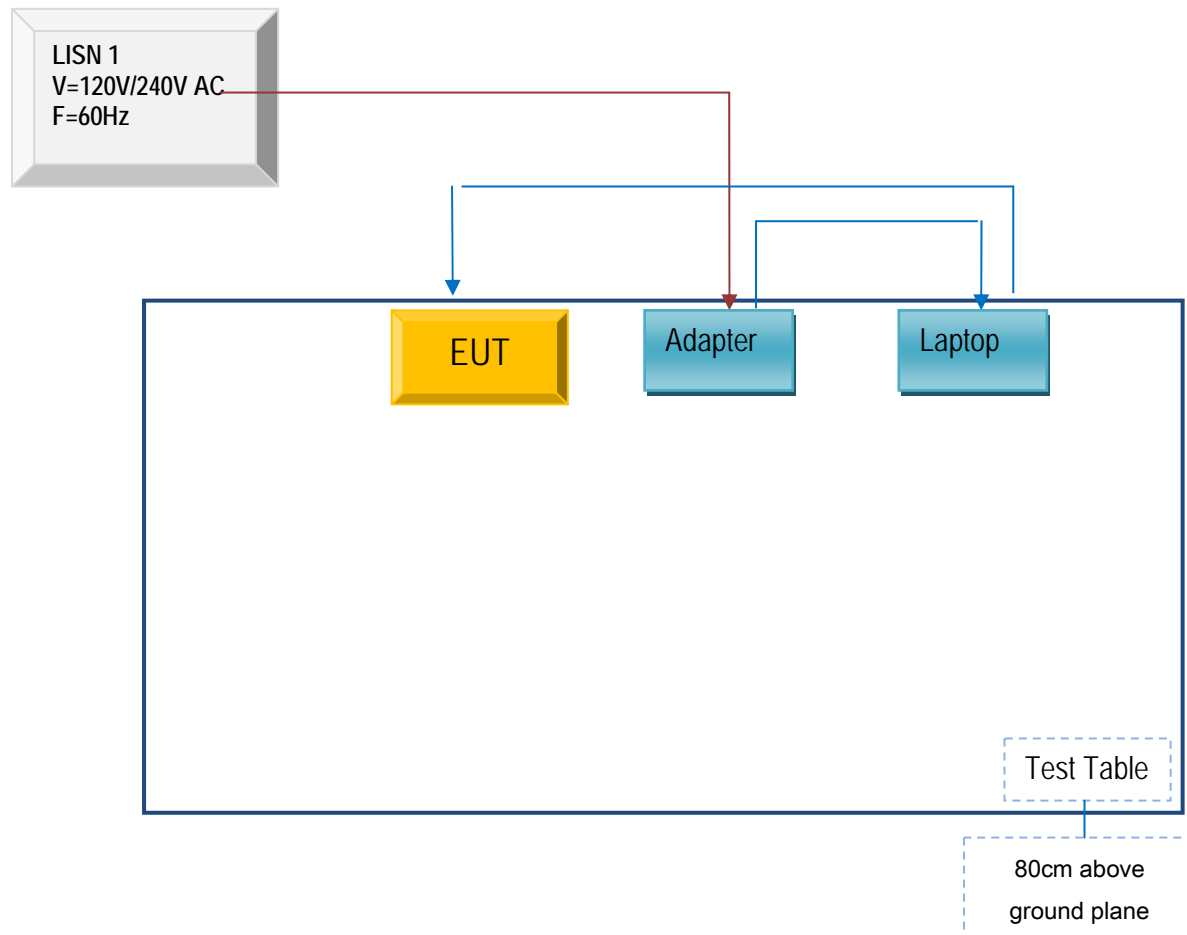 LISN 1
V=120V/240V AC
F=60Hz
EUT
Adapter
Laptop
Test Table
80cm above
ground plane